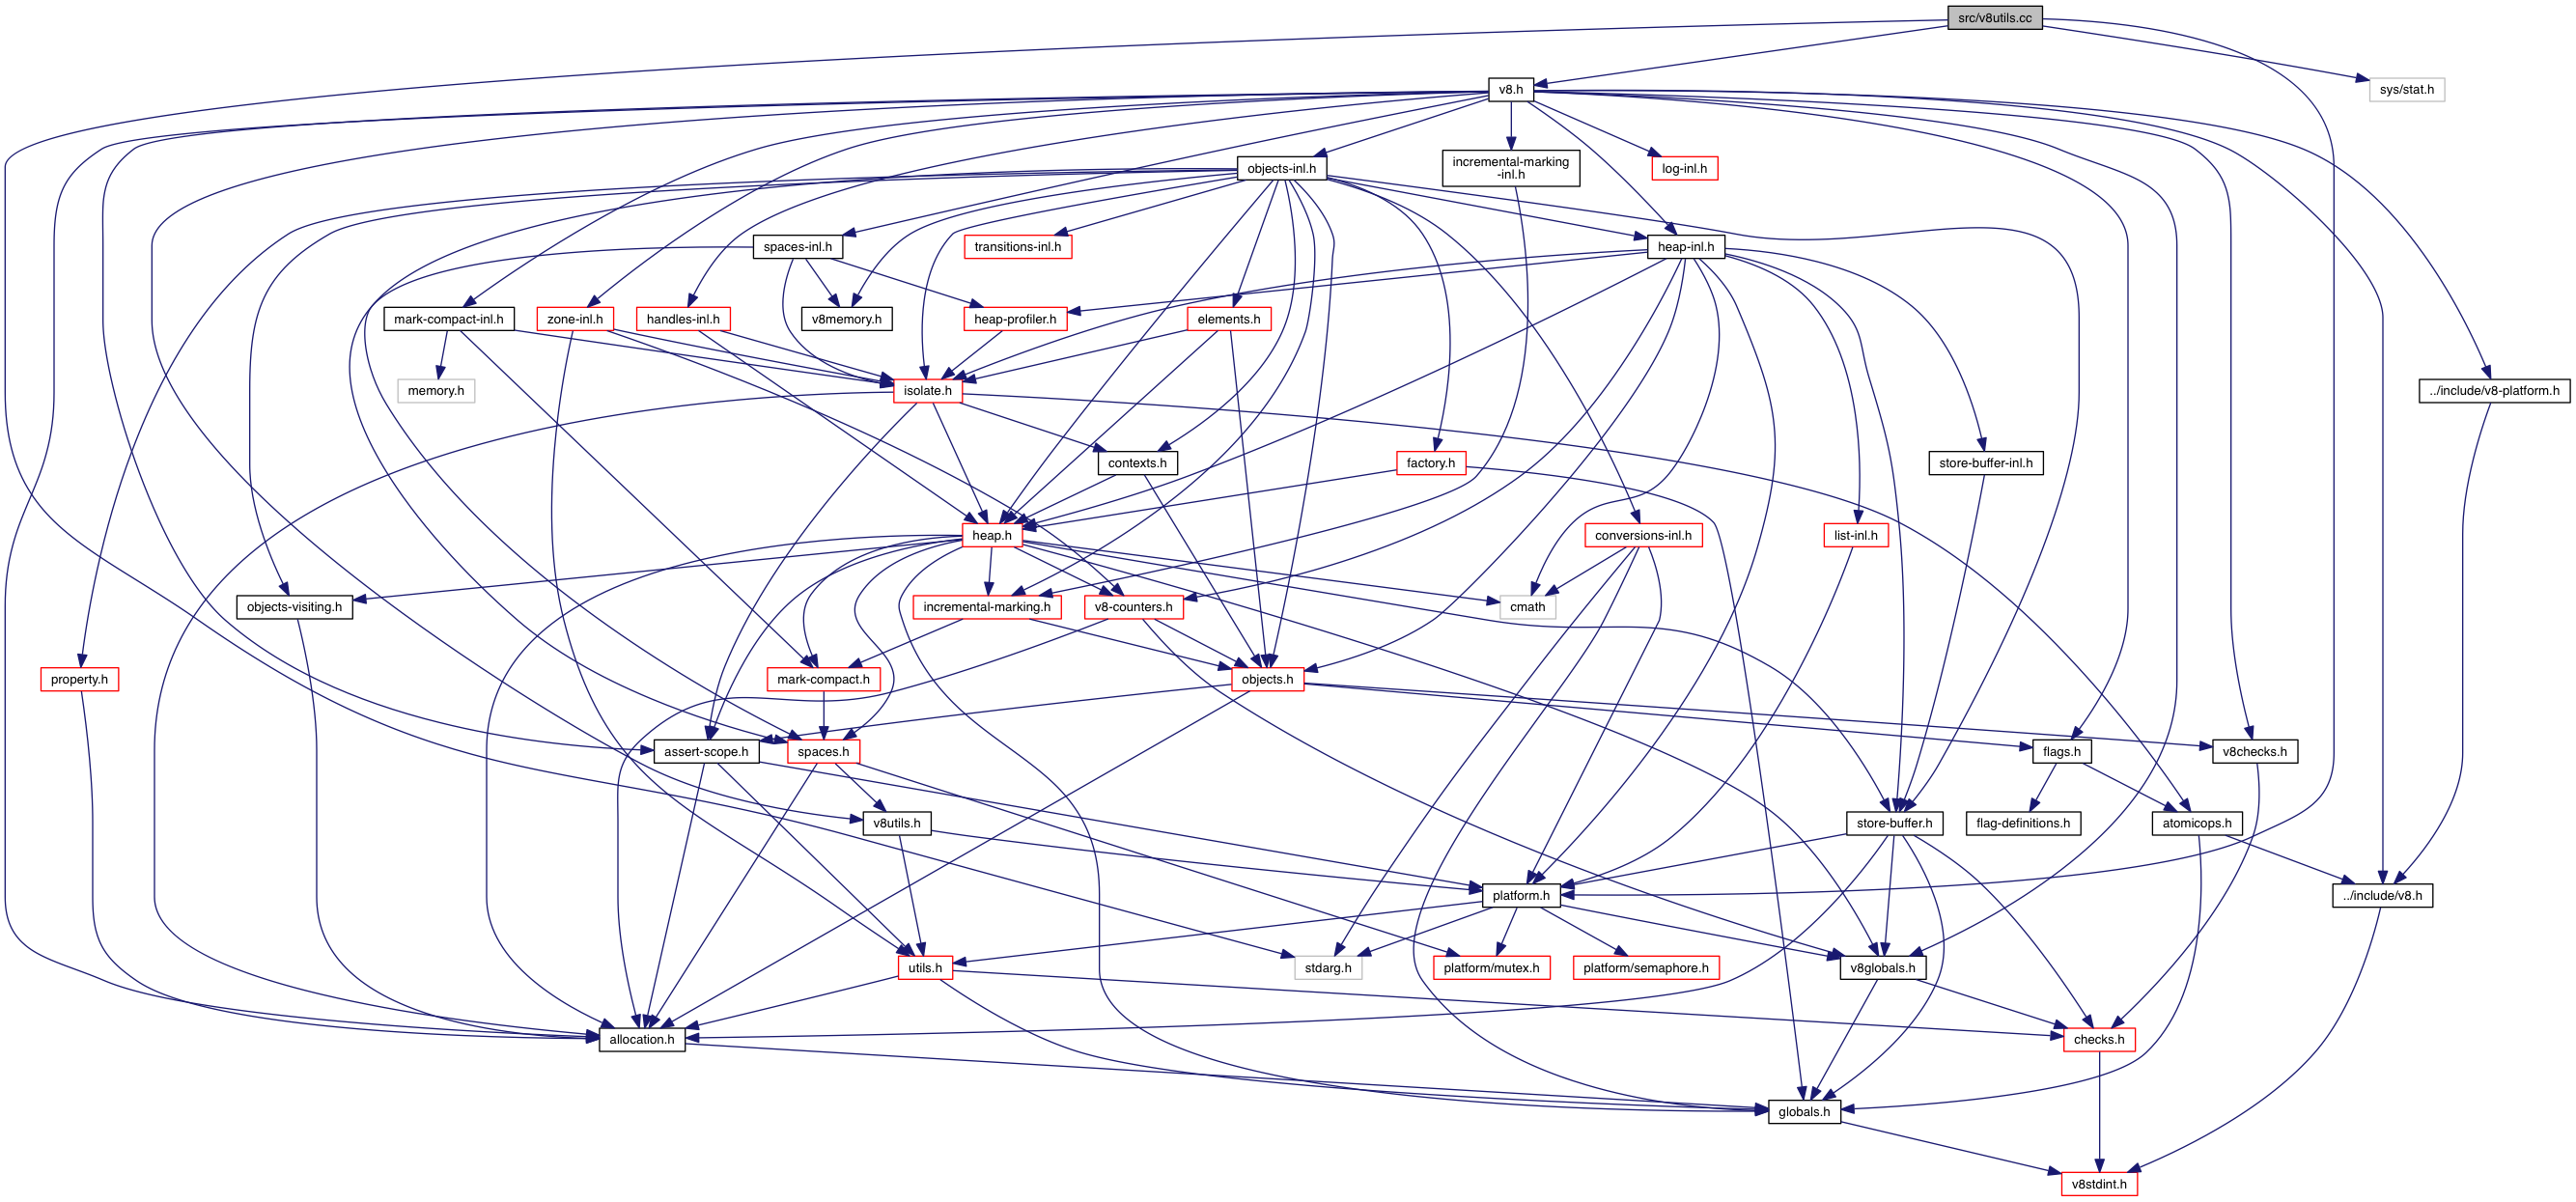 src/v8utils.cc
v8.h
sys/stat.h
objects-inl.h
incremental-marking
-inl.h
log-inl.h
spaces-inl.h
transitions-inl.h
heap-inl.h
mark-compact-inl.h
zone-inl.h
handles-inl.h
v8memory.h
heap-profiler.h
elements.h
memory.h
isolate.h
../include/v8-platform.h
contexts.h
factory.h
store-buffer-inl.h
heap.h
conversions-inl.h
list-inl.h
objects-visiting.h
incremental-marking.h
v8-counters.h
cmath
property.h
mark-compact.h
objects.h
assert-scope.h
spaces.h
flags.h
v8checks.h
v8utils.h
store-buffer.h
flag-definitions.h
atomicops.h
platform.h
../include/v8.h
utils.h
stdarg.h
platform/mutex.h
platform/semaphore.h
v8globals.h
allocation.h
checks.h
globals.h
v8stdint.h